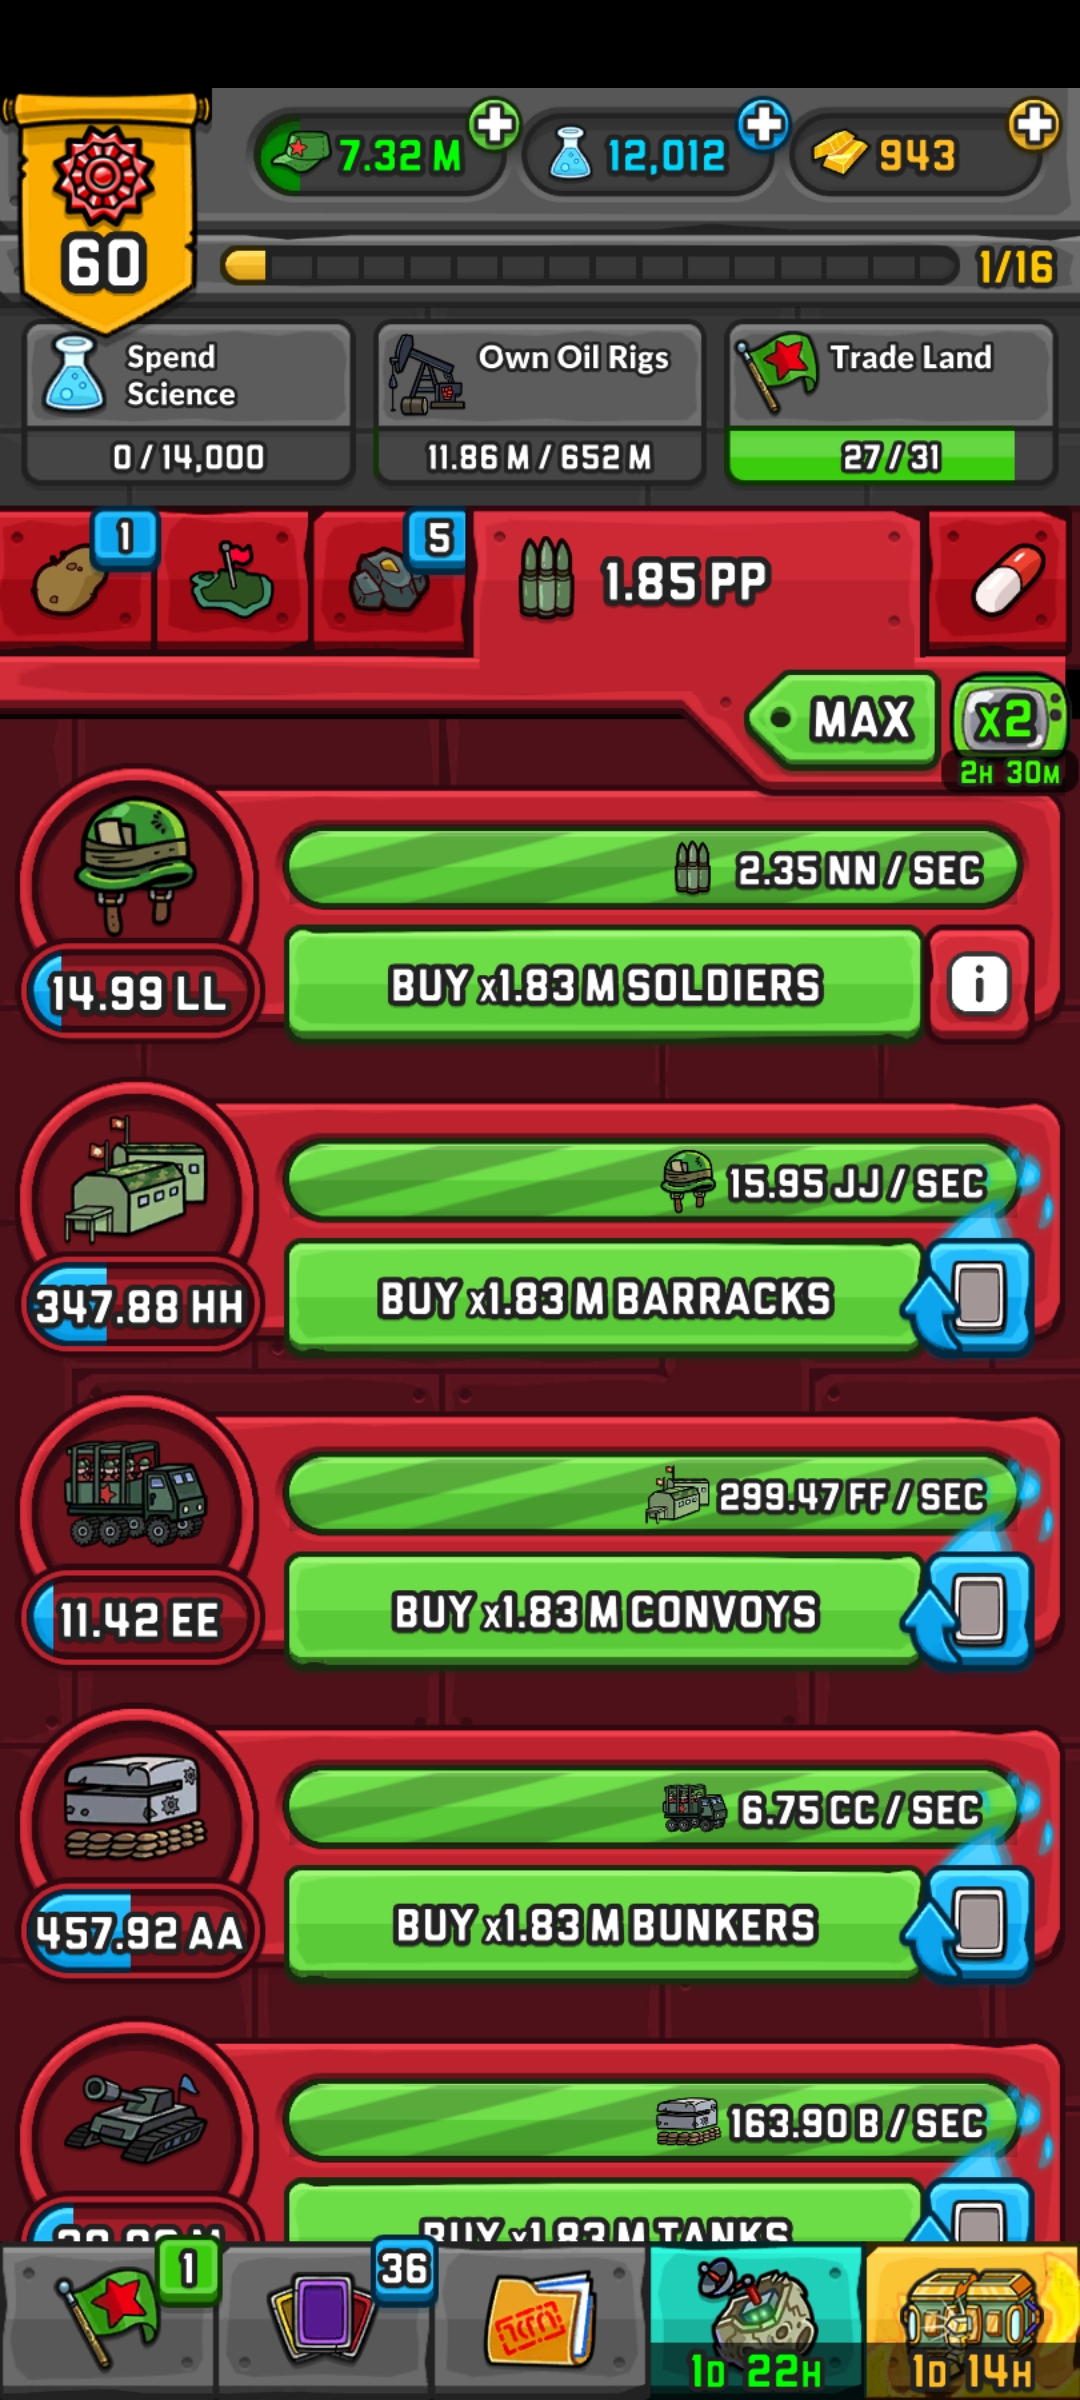 60
7.32 M
12,012
943
1/16
Spend
Science
0 / 14,000
Own Oil Rigs
11.86 M / 652 M
Trade Land
27 / 31
1
5
1.85 PP
MAX
x2
2H 30M
2.35 NN / SEC
14.99 LL
BUY x1.83 M SOLDIERS
i
15.95 JJ / SEC
347.88 HH
BUY x1.83 M BARRACKS
299.47 FF / SEC
11.42 EE
BUY x1.83 M CONVOYS
6.75 CC / SEC
457.92 AA
BUY x1.83 M BUNKERS
163.90 B / SEC
BUY x1.83 M TANKS
1
36
1D 22H
1D 14H